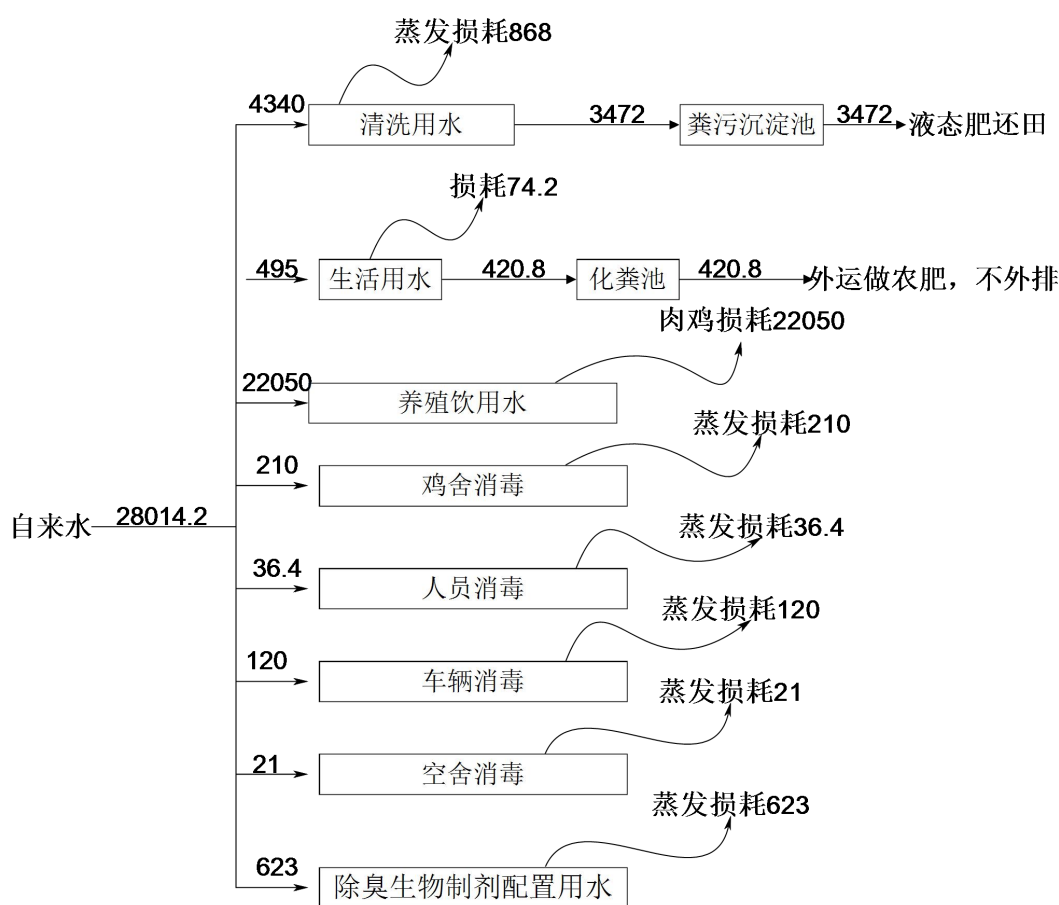 蒸发损耗868
4340
清洗用水
3472
粪污沉淀池
3472
液态肥还田
损耗74.2
495
生活用水
420.8
化粪池
420.8
外运做农肥，不外排
肉鸡损耗22050
22050
养殖饮用水
蒸发损耗210
210
鸡舍消毒
自来水
28014.2
蒸发损耗36.4
36.4
人员消毒
蒸发损耗120
120
车辆消毒
蒸发损耗21
21
空舍消毒
蒸发损耗623
623
除臭生物制剂配置用水